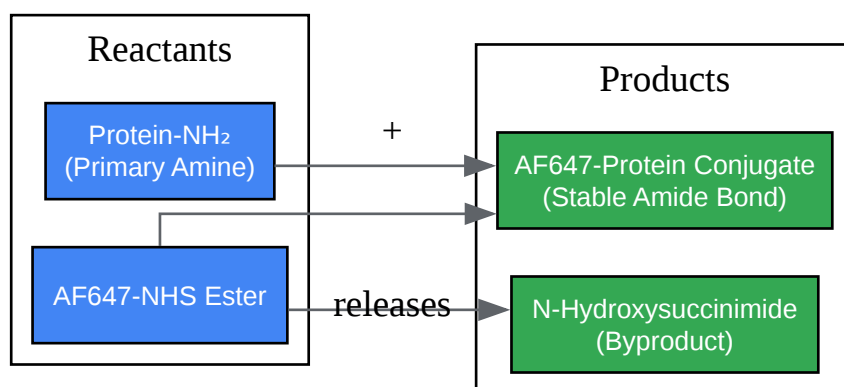 Reactants
Products
+
Protein-NH₂
(Primary Amine)
AF647-Protein Conjugate
(Stable Amide Bond)
AF647-NHS Ester
releases
N-Hydroxysuccinimide
(Byproduct)